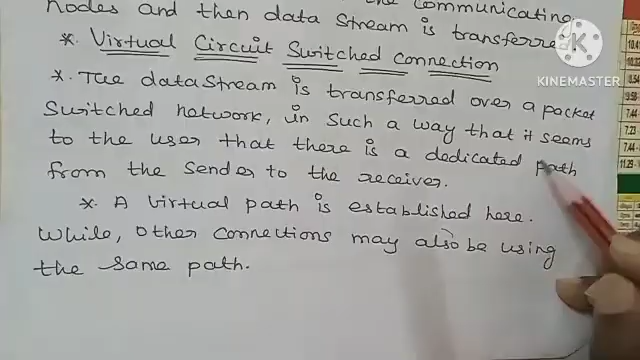 nodes and then data stream is transferred
* Virtual Circuit Switched Connection
* The data stream is transferred over a packet
switched network, in such a way that it seems
to the user that there is a dedicated path
from the sender to the receiver.
* A virtual path is established here.
While, other connections may also be using
the same path.
KINEMASTER